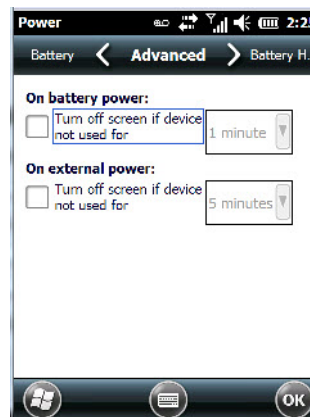 Power 2:25
Battery Advanced Battery H.
On battery power:
Turn off screen if device
not used for
1 minute
On external power:
Turn off screen if device
not used for
5 minutes
OK